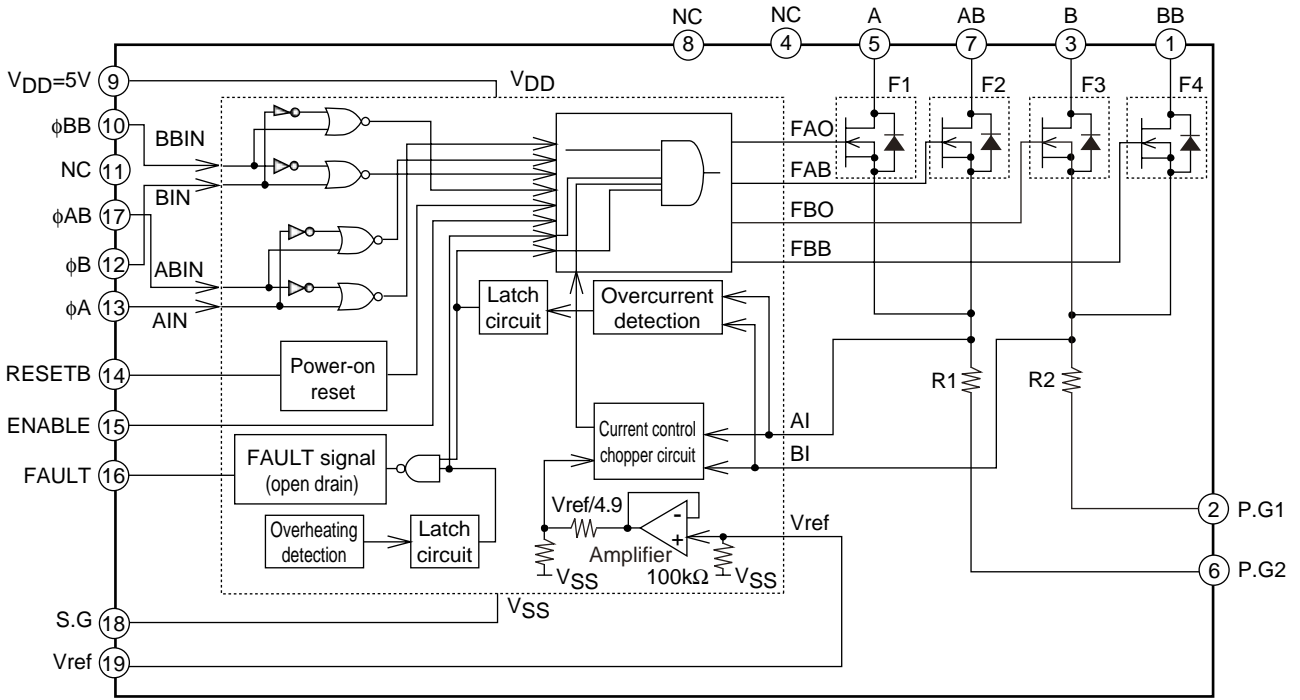 NC
NC
A
AB
B
BB
8
4
5
7
3
1
VDD=5V
9
VDD
F1
F2
F3
F4
φBB
10
BBIN
FAO
NC
11
BIN
FAB
φAB
17
FBO
φB
12
ABIN
FBB
φA
13
AIN
Latch
circuit
Overcurrent
detection
RESETB
14
Power-on
reset
R1
R2
ENABLE
15
Current control
chopper circuit
AI
BI
FAULT
16
FAULT signal
(open drain)
Vref/4.9
Vref
2
P.G1
Overheating
detection
Latch
circuit
-
+
Amplifier
VSS
100kΩ
VSS
6
P.G2
S.G
18
VSS
Vref
19